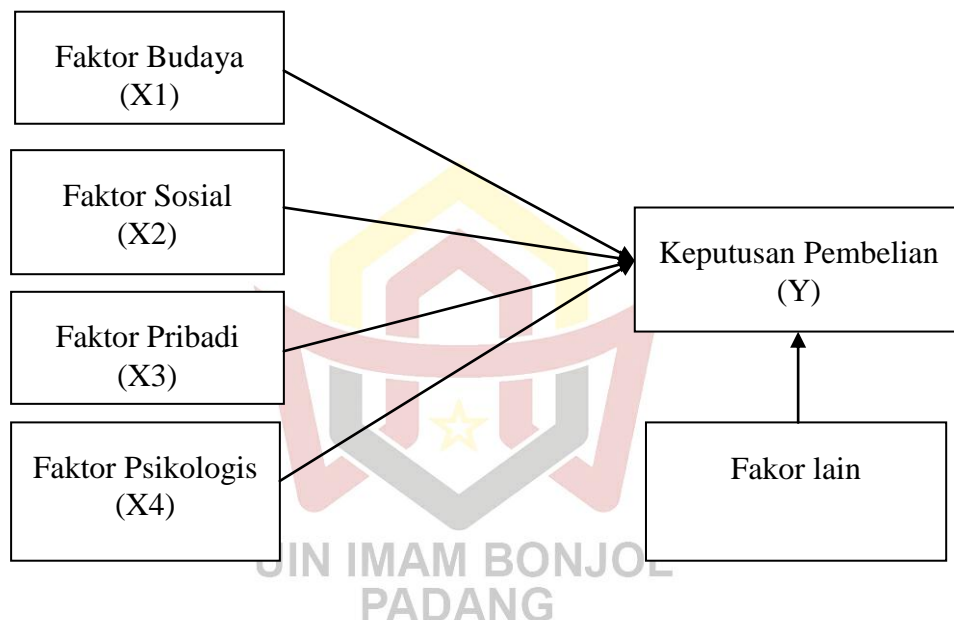 Faktor Budaya
(X1)
Faktor Sosial
(X2)
Keputusan Pembelian
(Y)
Faktor Pribadi
(X3)
Faktor Psikologis
(X4)
Fakor lain
UIN IMAM BONJOL
PADANG